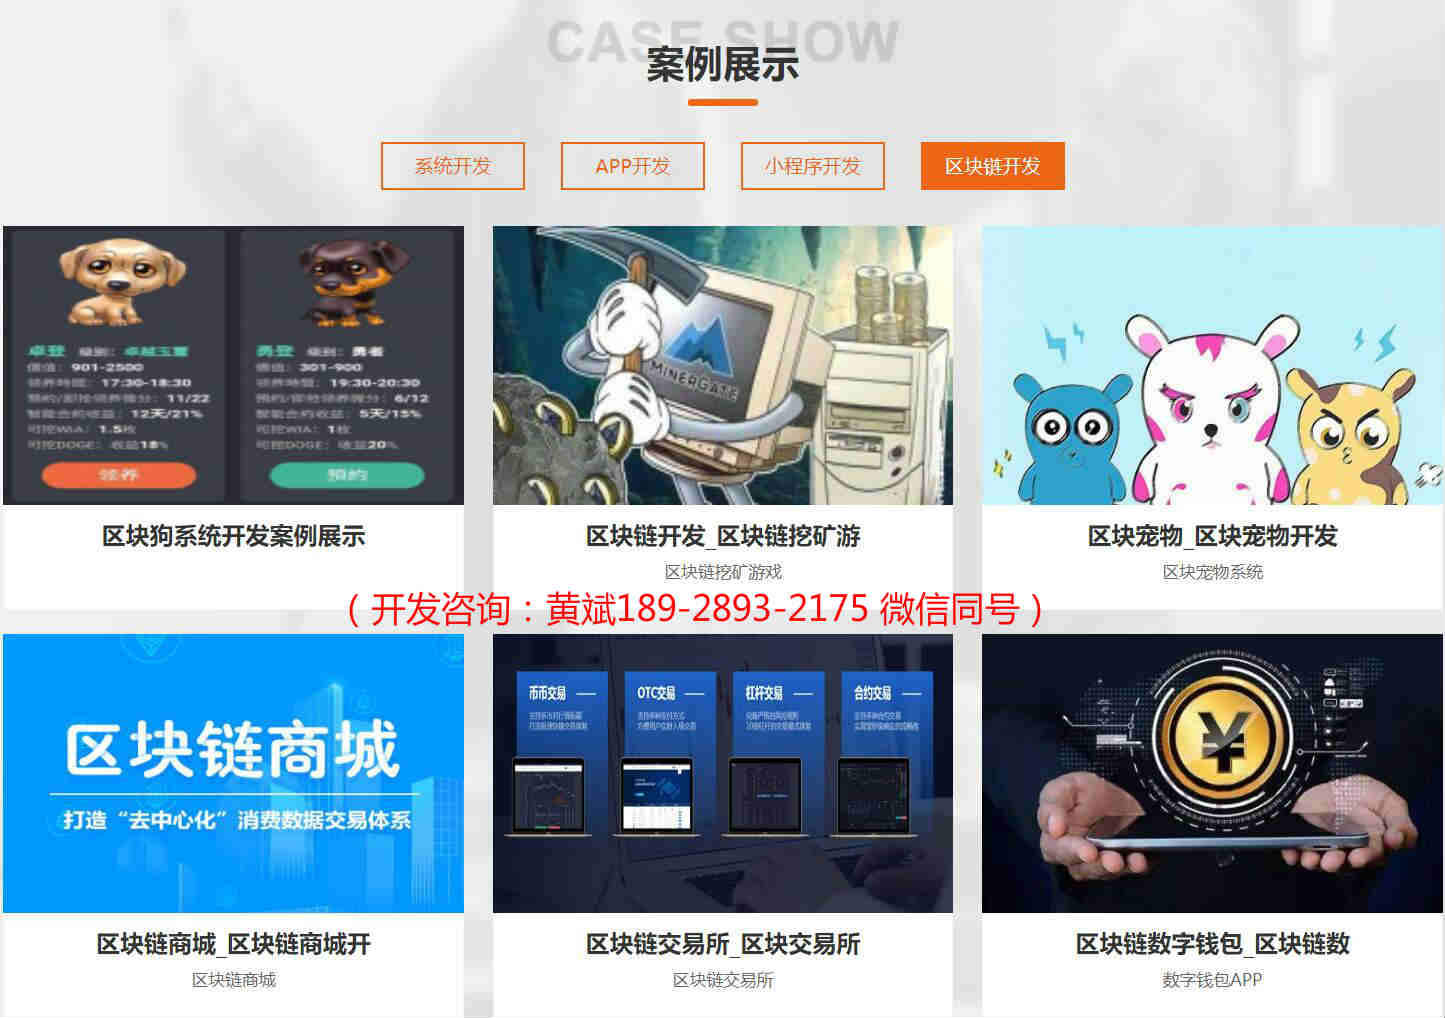 CASE SHOW
案例展示
系统开发
APP开发
小程序开发
区块链开发
卓登 级别：卓越玉董
价值：901-2500
领养時間：17:30-18:30
预约/即抢领养微分：11/22
智能合约收益：12天/21%
可挖WIA：1.5枚
可挖DOGE：收益18%
领养
勇登 级别：勇者
价值：301-900
领养時間：19:30-20:30
预约/即抢领养微分：6/12
智能合约收益：5天/15%
可挖WIA：1枚
可挖DOGE：收益20%
預約
MINERGATE
区块狗系统开发案例展示
区块链开发_区块链挖矿游
区块链挖矿游戏
区块宠物_区块宠物开发
区块宠物系统
（ 开发咨询：黄斌189-2893-2175 微信同号 ）
区块链商城
打造“去中心化”消费数据交易体系
币币交易
OTC交易
杠杆交易
合约交易
区块链商城_区块链商城开
区块链商城
区块链交易所_区块交易所
区块链交易所
区块链数字钱包_区块链数
数字钱包APP